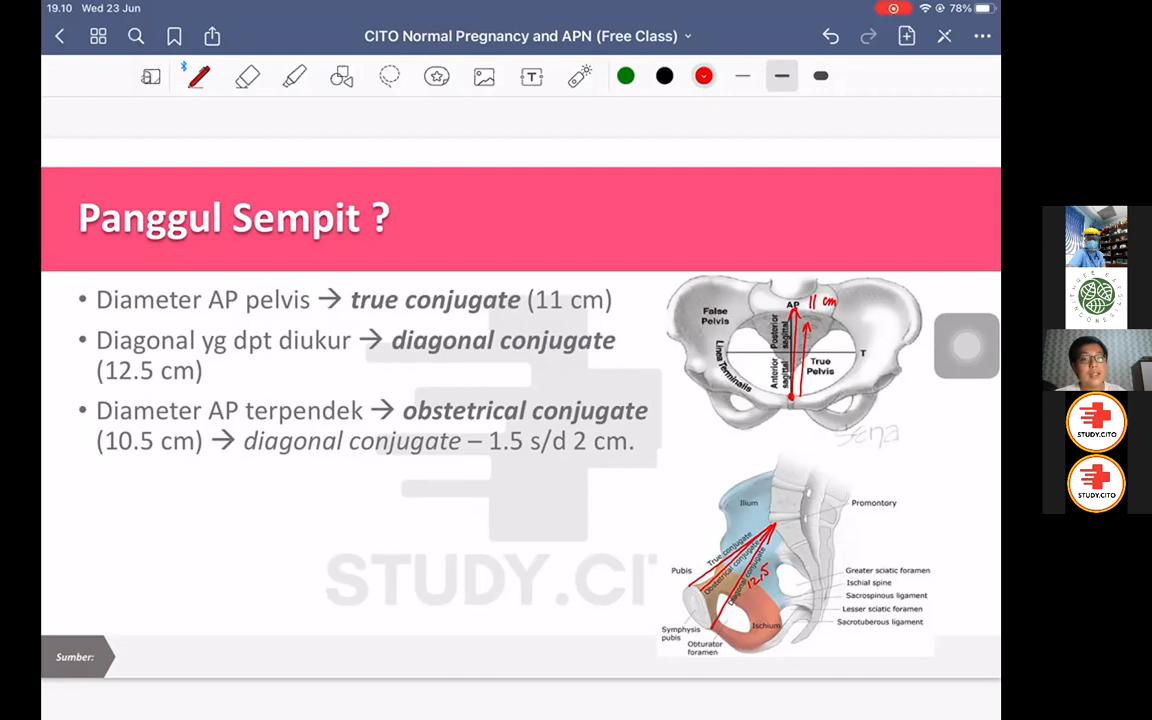 19.10 Wed 23 Jun
78%
CITO Normal Pregnancy and APN (Free Class)
Panggul Sempit ?
• Diameter AP pelvis → true conjugate (11 cm)
• Diagonal yg dpt diukur → diagonal conjugate
(12.5 cm)
• Diameter AP terpendek → obstetrical conjugate
(10.5 cm) → diagonal conjugate – 1.5 s/d 2 cm.
STUDY.CIT
Sumber:
AP 11 cm
False
Pelvis
Posterior
sagittal
Linea Terminalis
T
Anterior
sagittal
True
Pelvis
Ilium
Promontory
True conjugate
Obstetrical conjugate
Diagonal conjugate
12,5
Pubis
Greater sciatic foramen
Ischial spine
Sacrospinous ligament
Lesser sciatic foramen
Sacrotuberous ligament
Ischium
Symphysis
pubis
Obturator
foramen
STUDY.CITO
STUDY.CITO